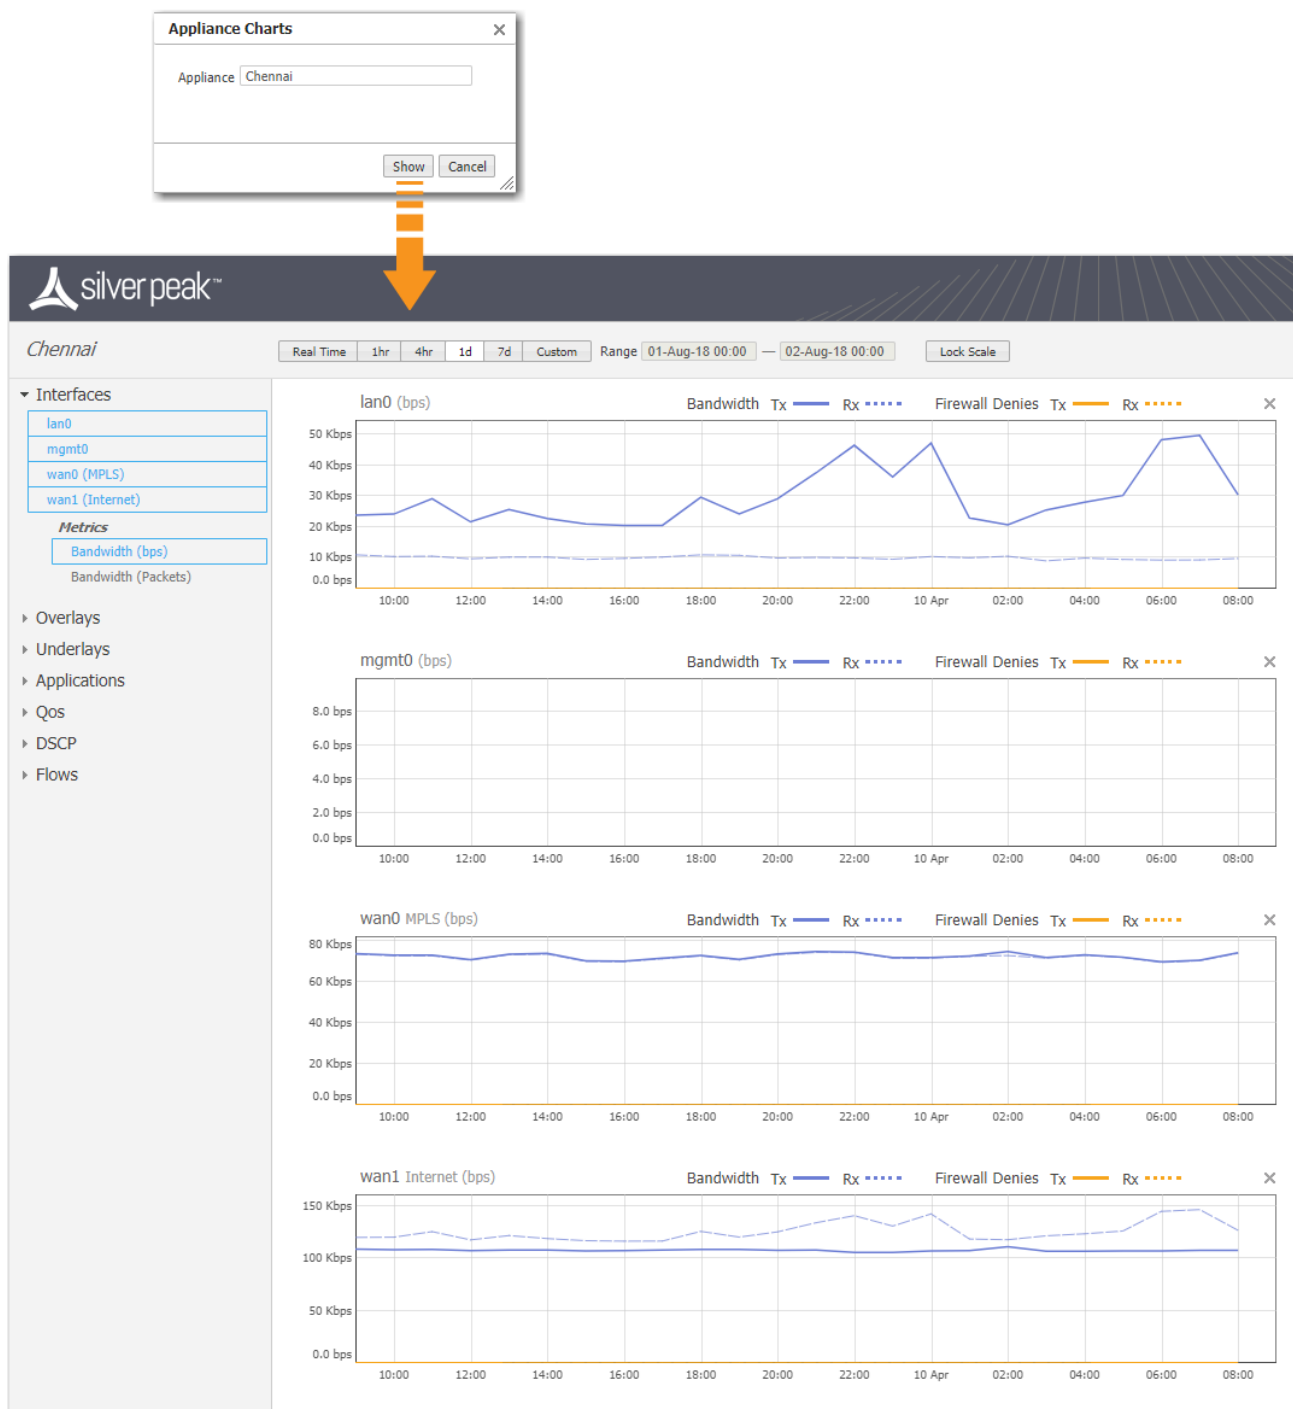 Appliance Charts
Appliance Chennai
Show Cancel
silver peak™
Chennai
Real Time 1hr 4hr 1d 7d Custom Range 01-Aug-18 00:00 — 02-Aug-18 00:00 Lock Scale
Interfaces
lan0
mgmt0
wan0 (MPLS)
wan1 (Internet)
Metrics
Bandwidth (bps)
Bandwidth (Packets)
Overlays
Underlays
Applications
Qos
DSCP
Flows
lan0 (bps) Bandwidth Tx Rx Firewall Denies Tx Rx
50 Kbps
40 Kbps
30 Kbps
20 Kbps
10 Kbps
0.0 bps
10:00 12:00 14:00 16:00 18:00 20:00 22:00 10 Apr 02:00 04:00 06:00 08:00
mgmt0 (bps) Bandwidth Tx Rx Firewall Denies Tx Rx
8.0 bps
6.0 bps
4.0 bps
2.0 bps
0.0 bps
10:00 12:00 14:00 16:00 18:00 20:00 22:00 10 Apr 02:00 04:00 06:00 08:00
wan0 MPLS (bps) Bandwidth Tx Rx Firewall Denies Tx Rx
80 Kbps
60 Kbps
40 Kbps
20 Kbps
0.0 bps
10:00 12:00 14:00 16:00 18:00 20:00 22:00 10 Apr 02:00 04:00 06:00 08:00
wan1 Internet (bps) Bandwidth Tx Rx Firewall Denies Tx Rx
150 Kbps
100 Kbps
50 Kbps
0.0 bps
10:00 12:00 14:00 16:00 18:00 20:00 22:00 10 Apr 02:00 04:00 06:00 08:00